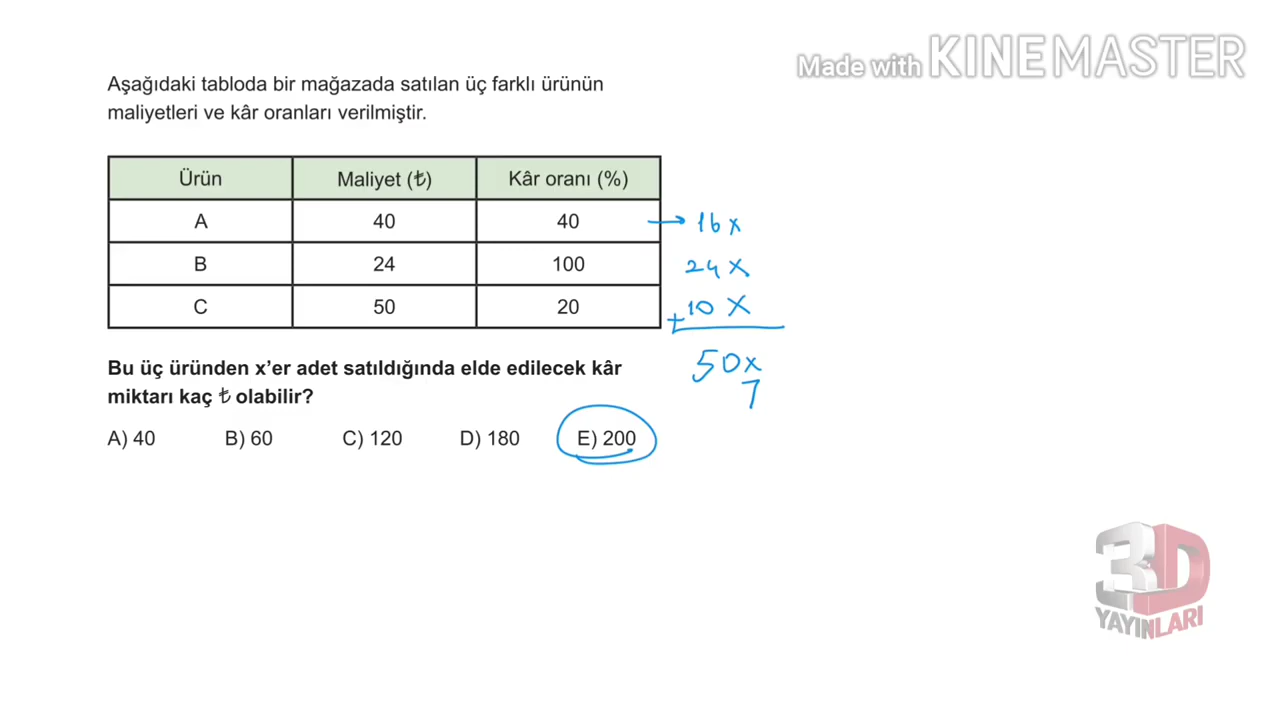 Made with KINEMASTER
Aşağıdaki tabloda bir mağazada satılan üç farklı ürünün
maliyetleri ve kâr oranları verilmiştir.
Ürün Maliyet (₺) Kâr oranı (%)
A 40 40 → 16x
B 24 100 24x
C 50 20 +10x
50x
7
Bu üç üründen x'er adet satıldığında elde edilecek kâr
miktarı kaç ₺ olabilir?
A) 40 B) 60 C) 120 D) 180 E) 200
3D
YAYINLARI